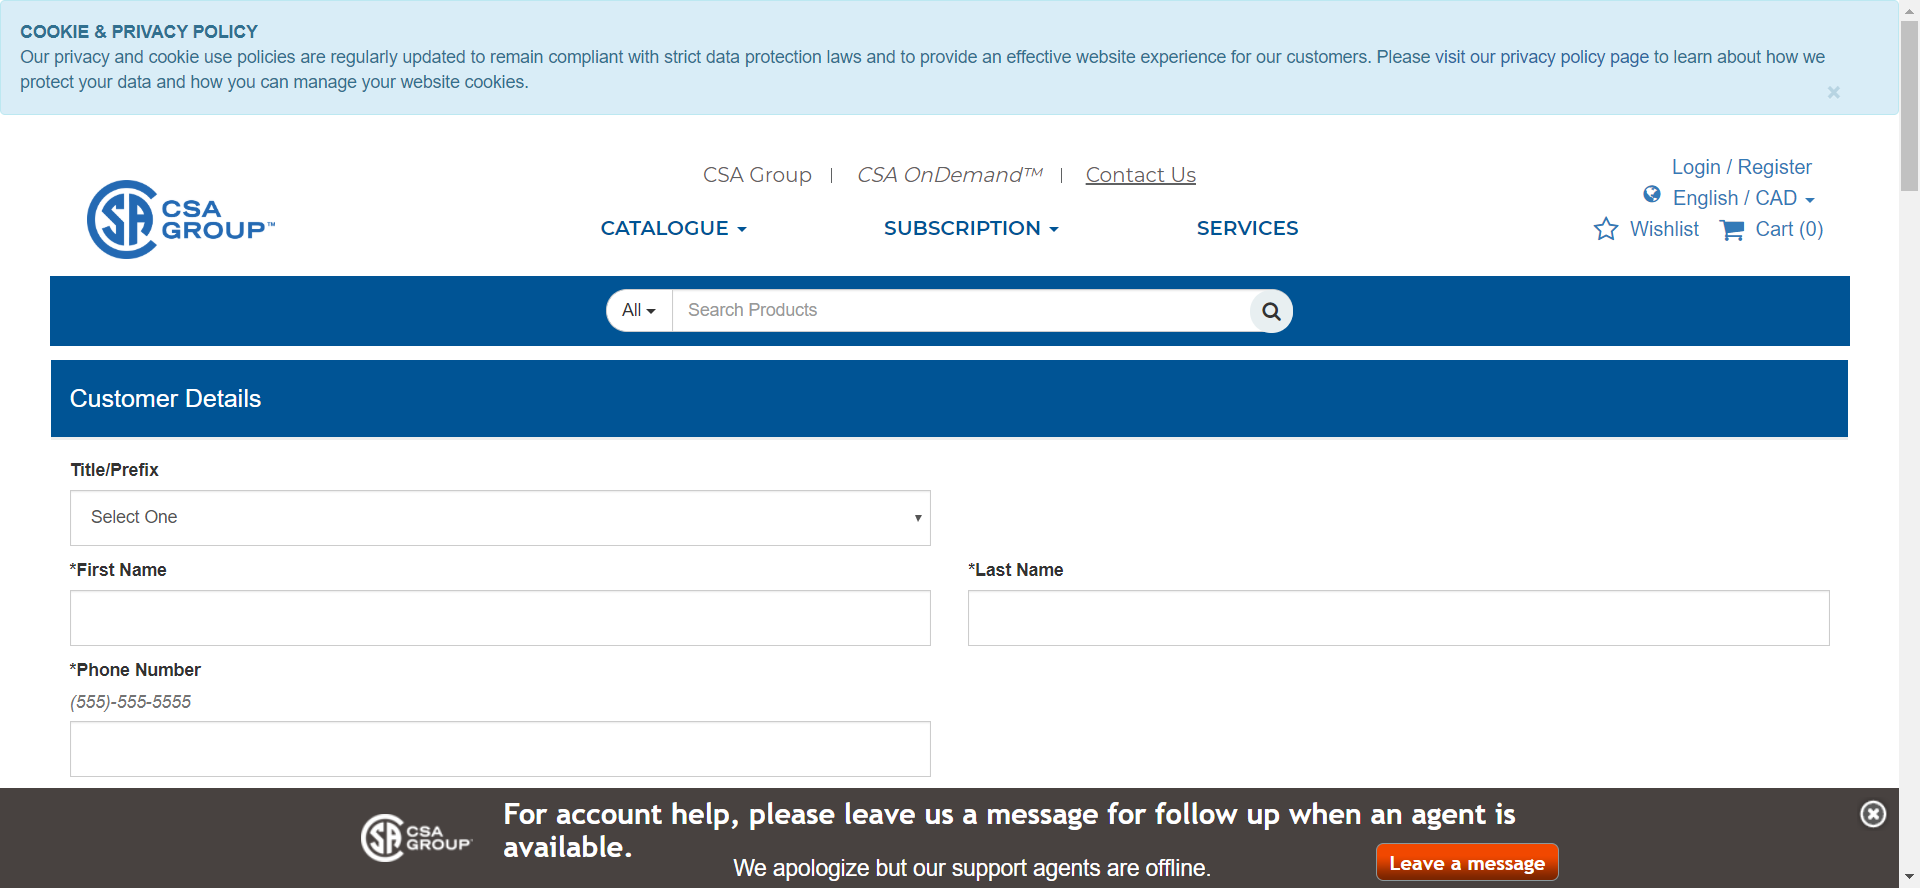 COOKIE & PRIVACY POLICY
Our privacy and cookie use policies are regularly updated to remain compliant with strict data protection laws and to provide an effective website experience for our customers. Please visit our privacy policy page to learn about how we
protect your data and how you can manage your website cookies.
×
CSA Group | CSA OnDemand™ | Contact Us
Login / Register
English / CAD
CSA
GROUP™
CATALOGUE
SUBSCRIPTION
SERVICES
Wishlist
Cart (0)
All
Search Products
Customer Details
Title/Prefix
Select One
*First Name
*Last Name
*Phone Number
(555)-555-5555
CSA
GROUP
For account help, please leave us a message for follow up when an agent is
available.
We apologize but our support agents are offline.
Leave a message